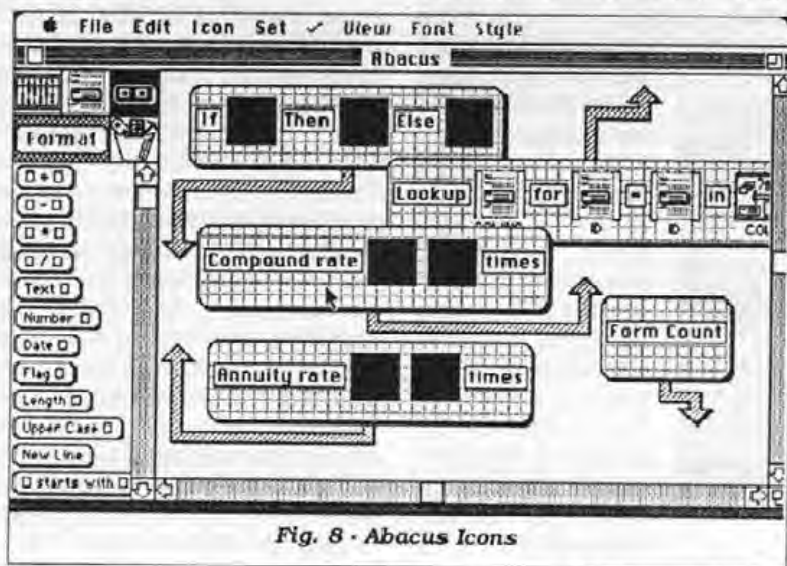 File Edit Icon Set ✓ View Font Style
Abacus
Format
□ + □
□ - □
□ * □
□ / □
Text □
Number □
Date □
Flag □
Length □
Upper Case □
New Line
□ starts with □
If Then Else
Lookup for = in
ID ID COL
Compound rate times
Form Count
Annuity rate times
Fig. 8 - Abacus Icons